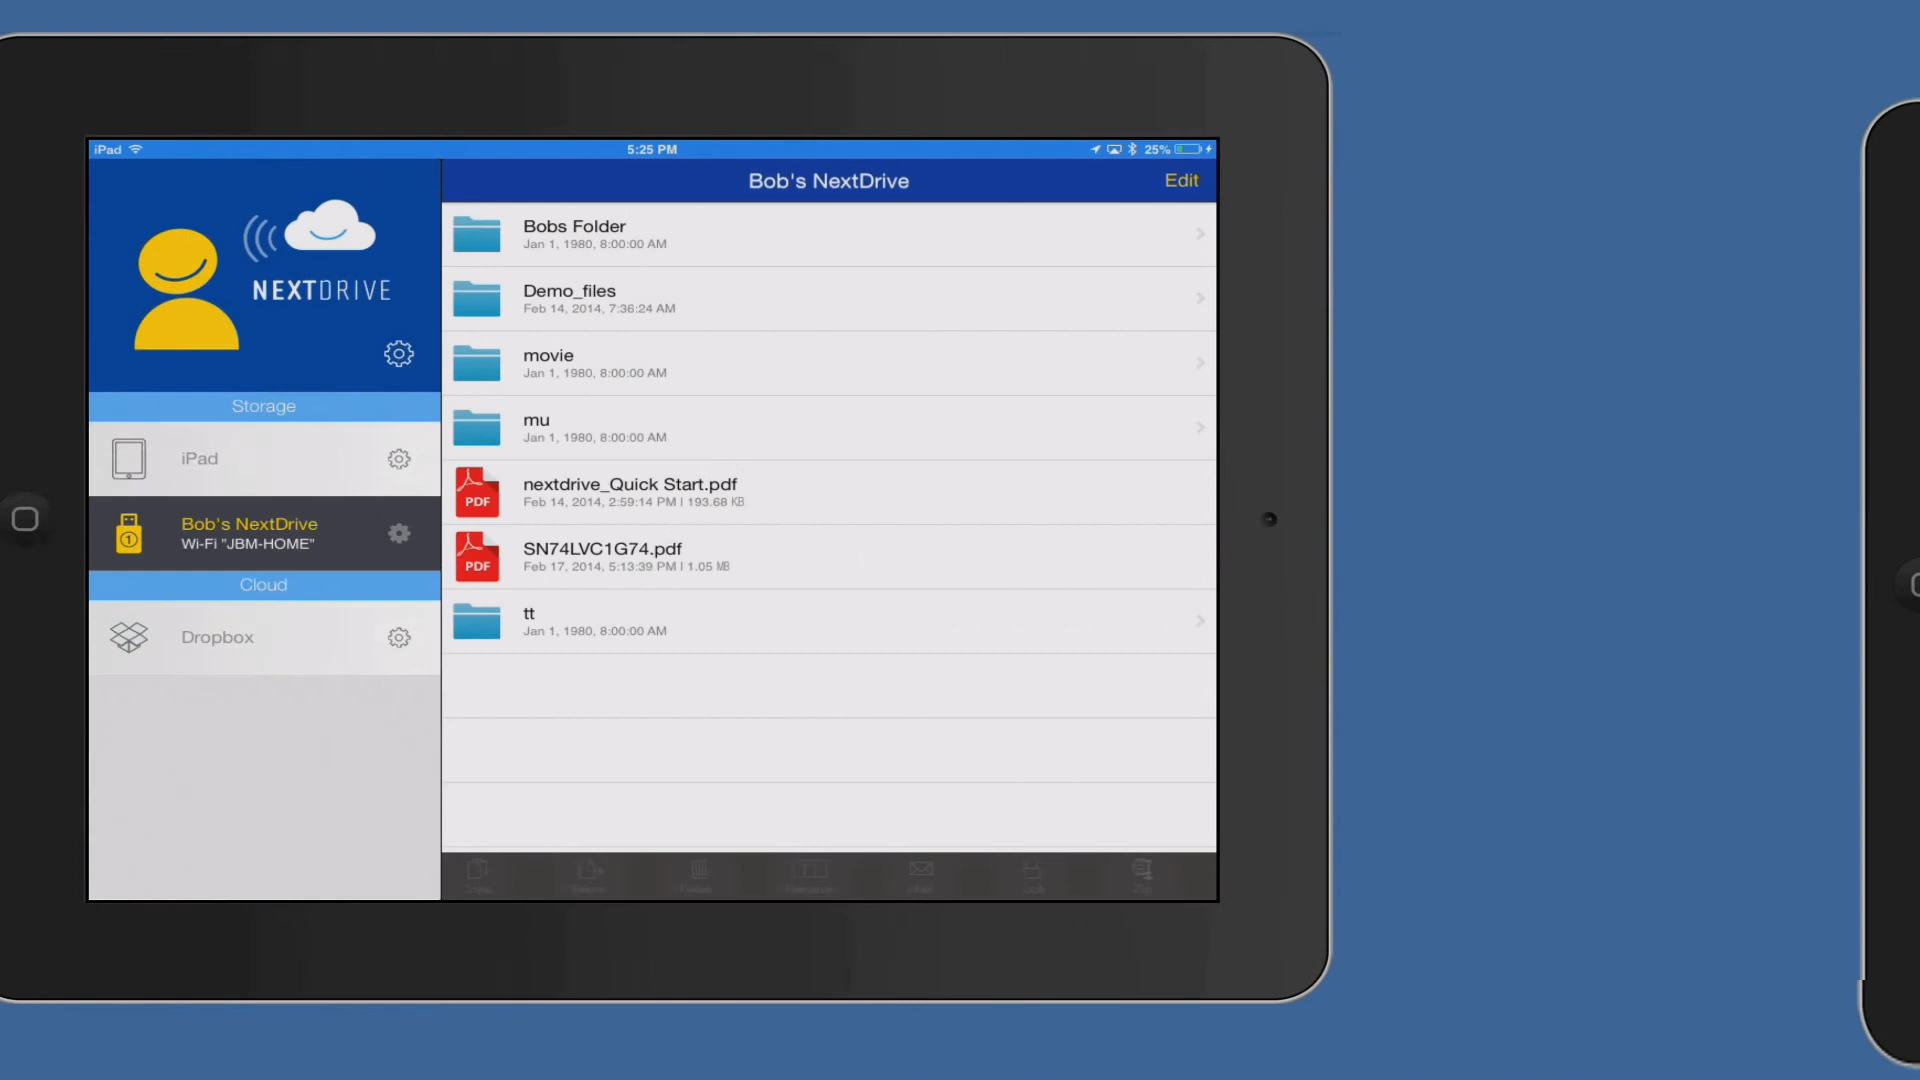 iPad
5:25 PM
25%
NEXTDRIVE
Storage
iPad
Bob's NextDrive
Wi-Fi "JBM-HOME"
1
Cloud
Dropbox
Bob's NextDrive
Edit
Bobs Folder
Jan 1, 1980, 8:00:00 AM
Demo_files
Feb 14, 2014, 7:36:24 AM
movie
Jan 1, 1980, 8:00:00 AM
mu
Jan 1, 1980, 8:00:00 AM
PDF
nextdrive_Quick Start.pdf
Feb 14, 2014, 2:59:14 PM | 193.68 KB
PDF
SN74LVC1G74.pdf
Feb 17, 2014, 5:13:39 PM | 1.05 MB
tt
Jan 1, 1980, 8:00:00 AM
Zip